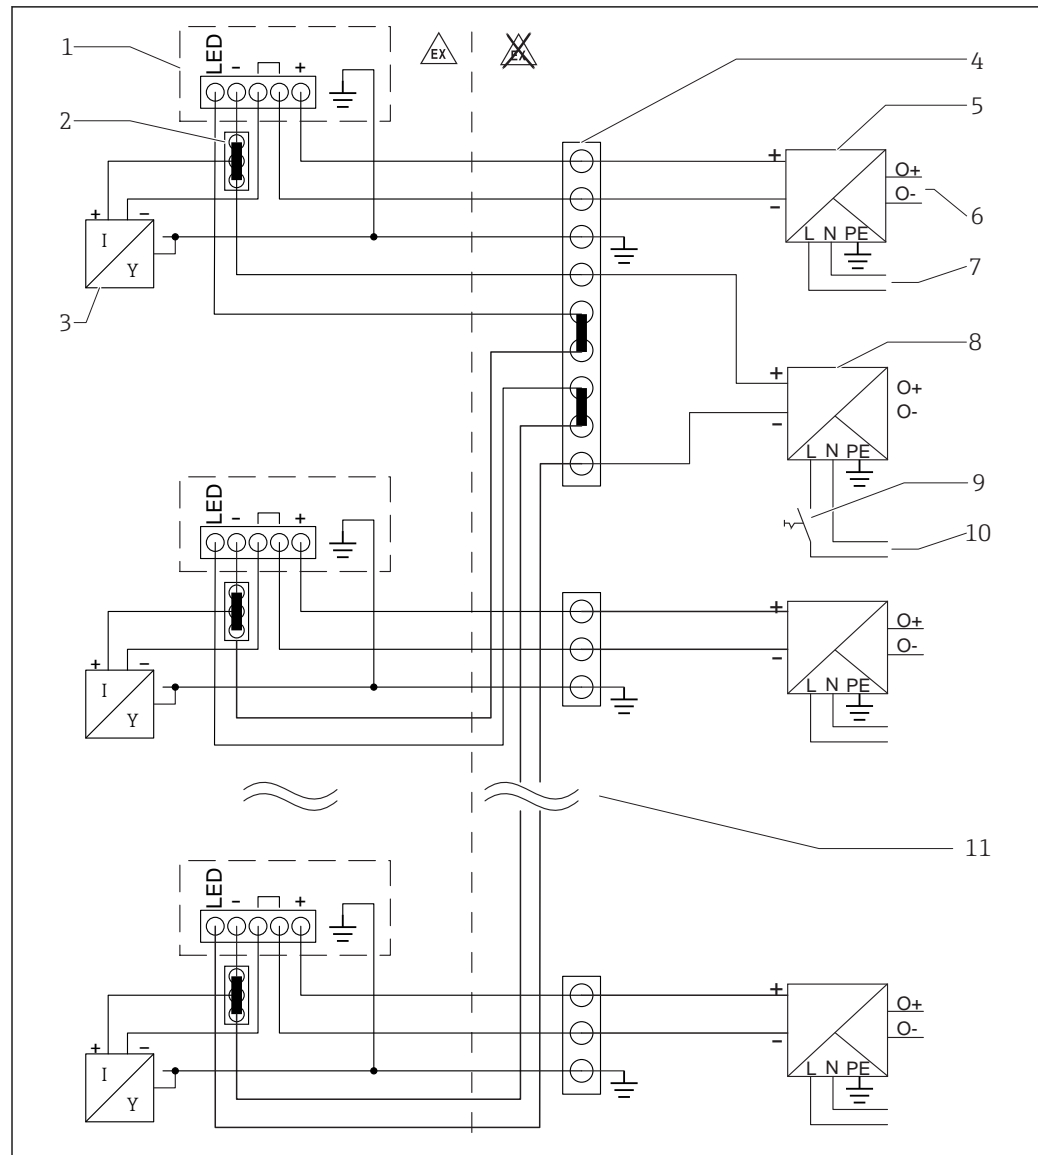 1
LED
-
+
EX
EX
4
2
5
+
-
O+
O-
6
+ -
I
Y
L N PE
7
3
8
+
-
O+
O-
L N PE
LED
-
+
9
10
+
-
O+
O-
+ -
I
Y
L N PE
11
LED
-
+
+
-
O+
O-
+ -
I
Y
L N PE